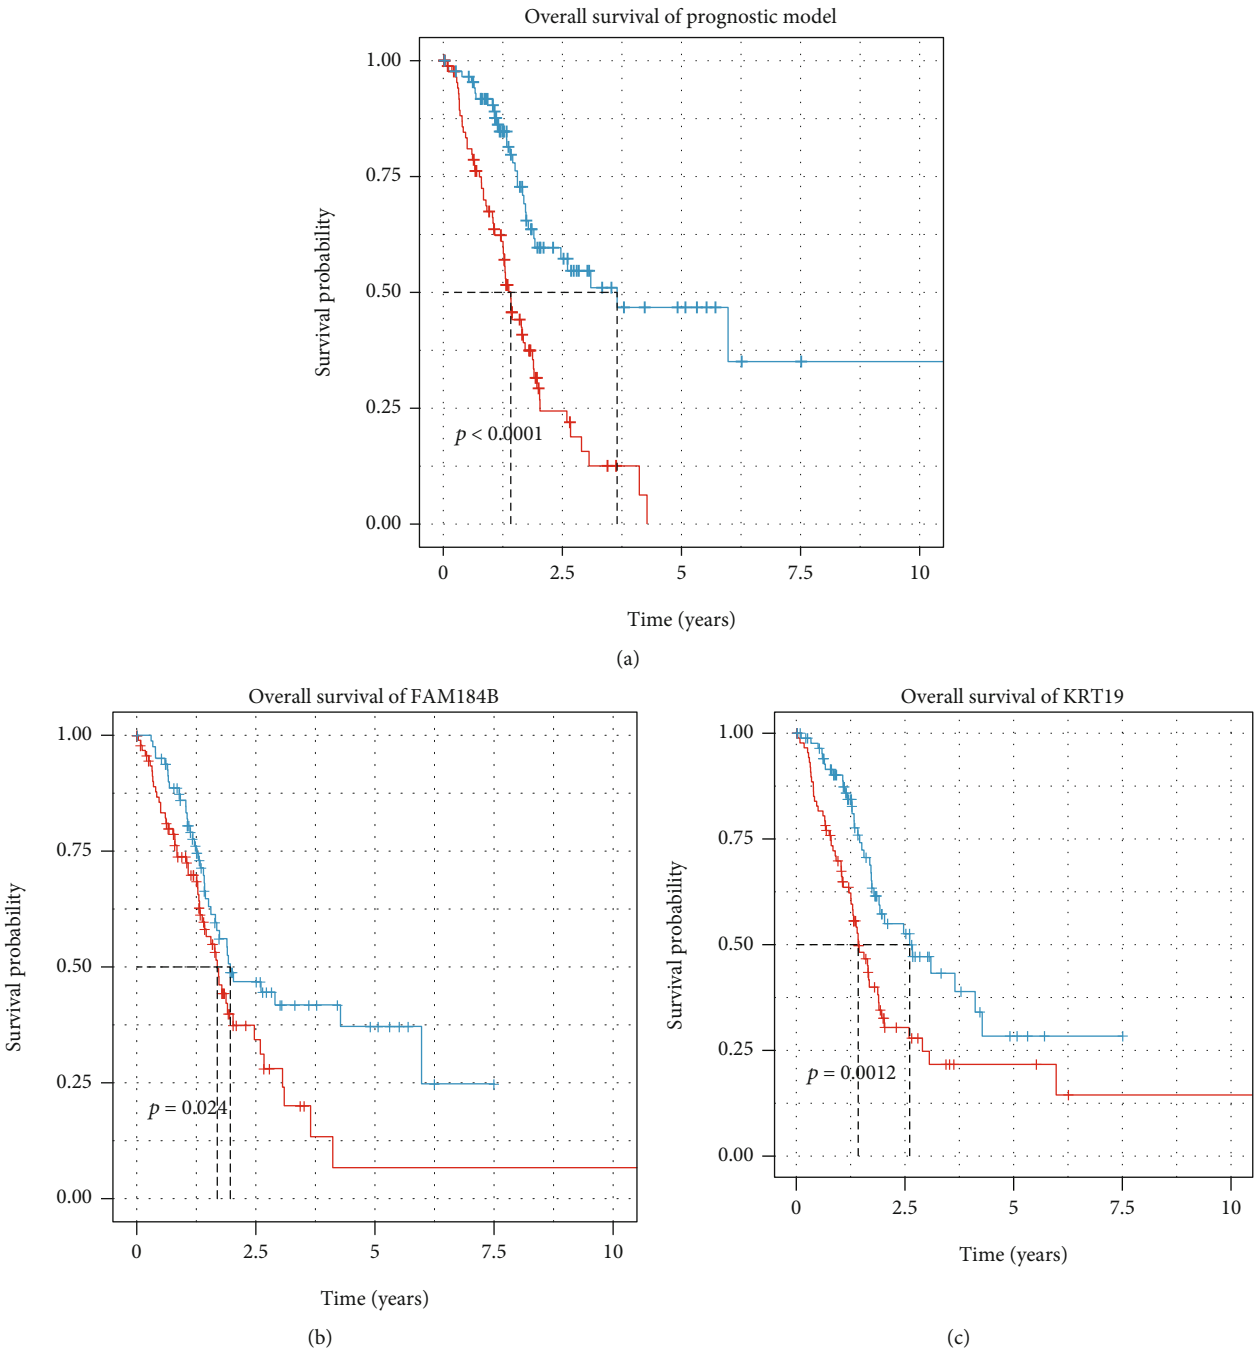 Overall survival of prognostic model
1.00
0.75
0.50
0.25
0.00
Survival probability
p < 0.0001
0 2.5 5 7.5 10
Time (years)
(a)
Overall survival of FAM184B
1.00
0.75
0.50
0.25
0.00
Survival probability
p = 0.024
0 2.5 5 7.5 10
Time (years)
(b)
Overall survival of KRT19
1.00
0.75
0.50
0.25
0.00
Survival probability
p = 0.0012
0 2.5 5 7.5 10
Time (years)
(c)